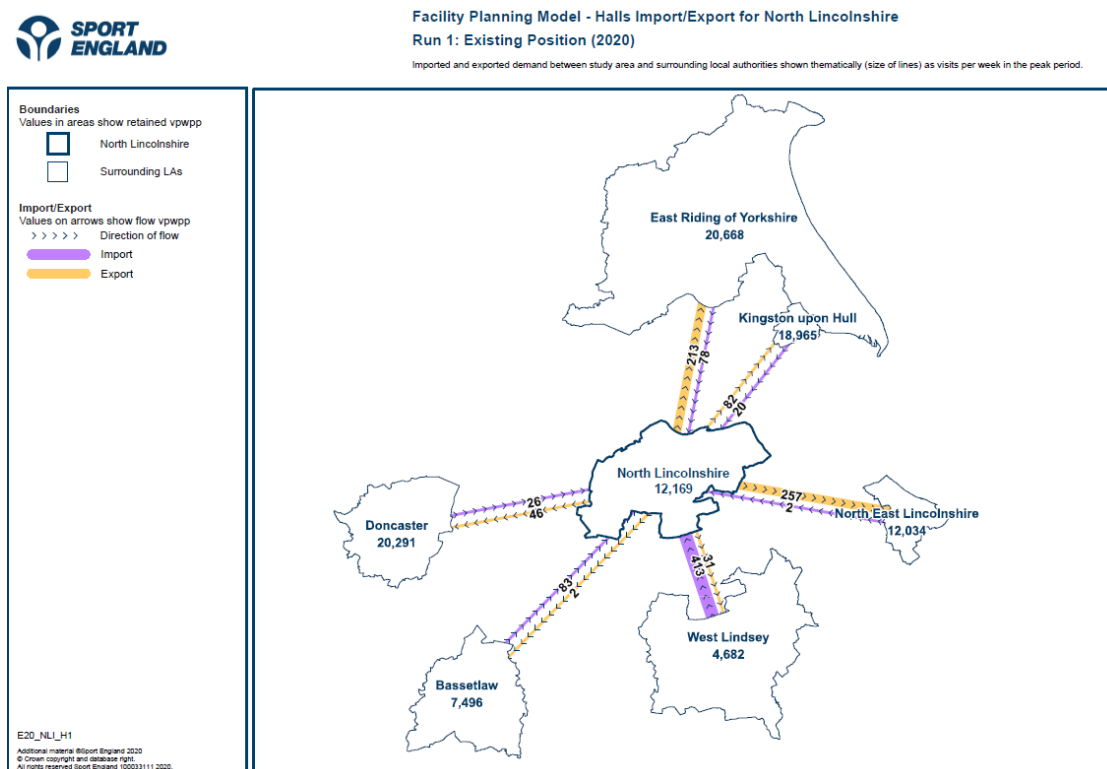 SPORT
ENGLAND
Facility Planning Model - Halls Import/Export for North Lincolnshire
Run 1: Existing Position (2020)
Imported and exported demand between study area and surrounding local authorities shown thematically (size of lines) as visits per week in the peak period.
Boundaries
Values in areas show retained vpwpp
North Lincolnshire
Surrounding LAs
Import/Export
Values on arrows show flow vpwpp
Direction of flow
Import
Export
East Riding of Yorkshire
20,668
Kingston upon Hull
18,965
213
78
82
20
North Lincolnshire
12,169
26
46
257
2
Doncaster
20,291
North East Lincolnshire
12,034
83
2
413
31
West Lindsey
4,682
Bassetlaw
7,496
E20_NLI_H1
Additional material ©Sport England 2020
© Crown copyright and database right.
All rights reserved Sport England 100033111 2020.